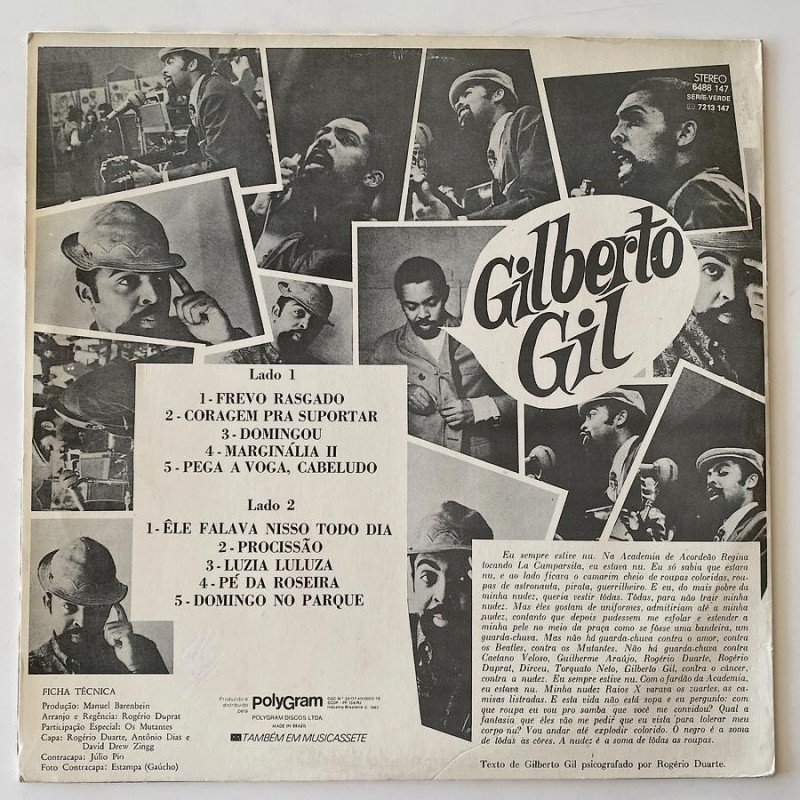 STEREO
6488 147
SÉRIE-VERDE
7213 147
Gilberto
Gil
Lado 1
1-FREVO RASGADO
2-CORAGEM PRA SUPORTAR
3-DOMINGOU
4-MARGINÁLIA II
5-PEGA A VOGA, CABELUDO
Lado 2
1-ÊLE FALAVA NISSO TODO DIA
2-PROCISSÃO
3-LUZIA LULUZA
4-PÉ DA ROSEIRA
5-DOMINGO NO PARQUE
Eu sempre estive nu. Na Academia de Acordeão Regina
tocando La Cumparsita, eu estava nu. Eu só sabia que estava
nu, e ao lado ficava o camarim cheio de roupas coloridas, rou-
pas de astronauta, pirata, guerrilheiro. E eu, do mais pobre da
minha nudez, queria vestir tôdas. Tôdas, para não trair minha
nudez. Mas êles gostam de uniformes, admitiriam até a minha
nudez, contanto que depois pudessem me esfolar e estender a
minha pele no meio da praça como se fôsse uma bandeira, um
guarda-chuva. Mas não há guarda-chuva contra o amor, contra
os Beatles, contra os Mutantes. Não há guarda-chuva contra
Caetano Veloso, Guilherme Araújo, Rogério Duarte, Rogério
Duprat, Dirceu, Torquato Neto, Gilberto Gil, contra o câncer,
contra a nudez. Eu sempre estive nu. Com o fardão da Academia,
eu estava nu. Minha nudez Raios X varava os zuartes, as ca-
misas listradas. E esta vida não está sopa e eu pergunto: com
que roupa eu vou pro samba que você me convidou? Qual a
fantasia que êles vão me pedir que eu vista para tolerar meu
corpo nu? Vou andar até explodir colorido. O negro é a soma
de tôdas as côres. A nudez é a soma de tôdas as roupas.
Texto de Gilberto Gil psicografado por Rogério Duarte.
FICHA TÉCNICA
Produção: Manuel Barenbein
Arranjo e Regência: Rogério Duprat
Participação Especial: Os Mutantes
Capa: Rogério Duarte, Antônio Dias e
David Drew Zingg
Contracapa: Júlio Pio
Foto Contracapa: Estampa (Gaúcho)
Produzido e
distribuído
pela
polyGram
POLYGRAM DISCOS LTDA.
MADE IN BRAZIL
TAMBÉM EM MUSICASSETE